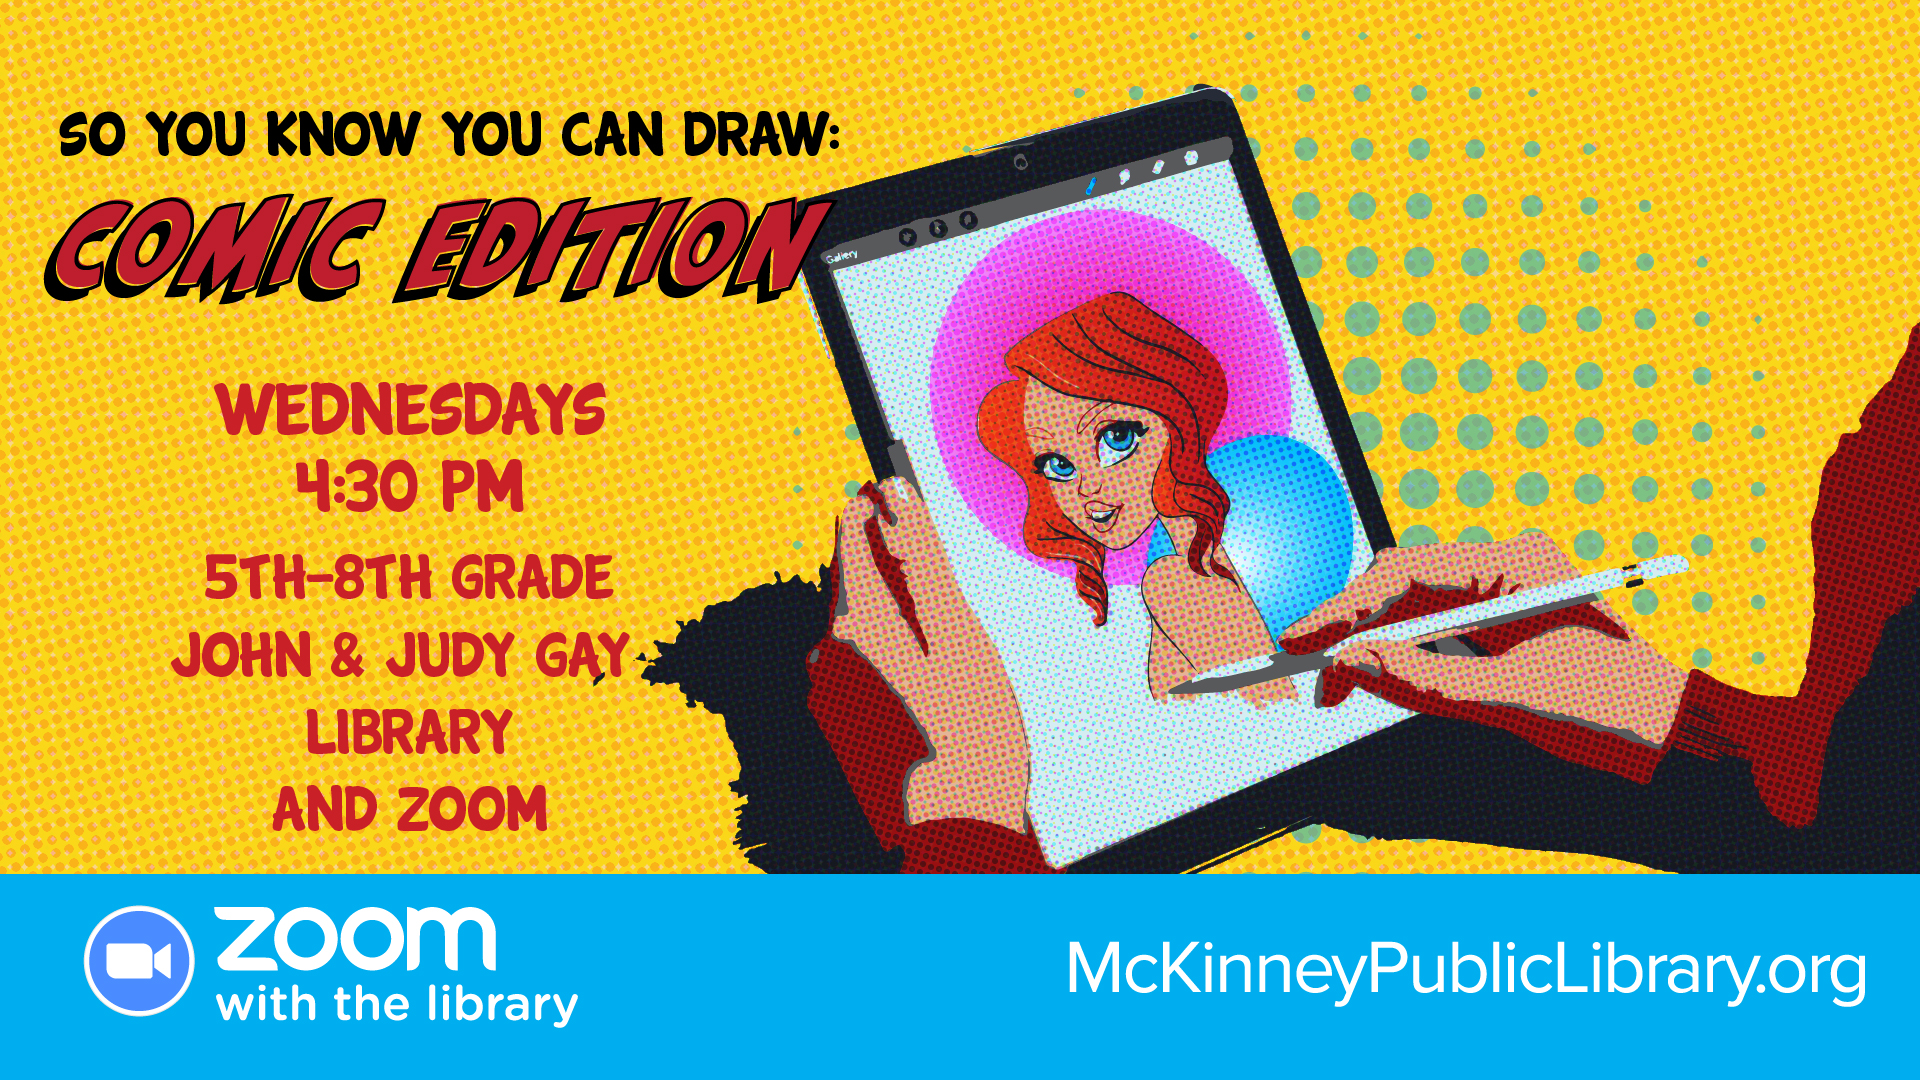 SO YOU KNOW YOU CAN DRAW:
COMIC EDITION
WEDNESDAYS
4:30 PM
5TH-8TH GRADE
JOHN & JUDY GAY
LIBRARY
AND ZOOM
Gallery
zoom
with the library
McKinneyPublicLibrary.org